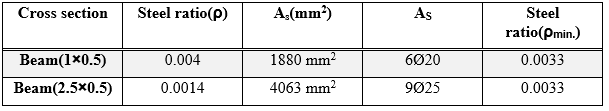 Cross section Steel ratio(ρ) Aₛ(mm²) Aₛ Steel ratio(ρmin.)
Beam(1×0.5) 0.004 1880 mm² 6Ø20 0.0033
Beam(2.5×0.5) 0.0014 4063 mm² 9Ø25 0.0033